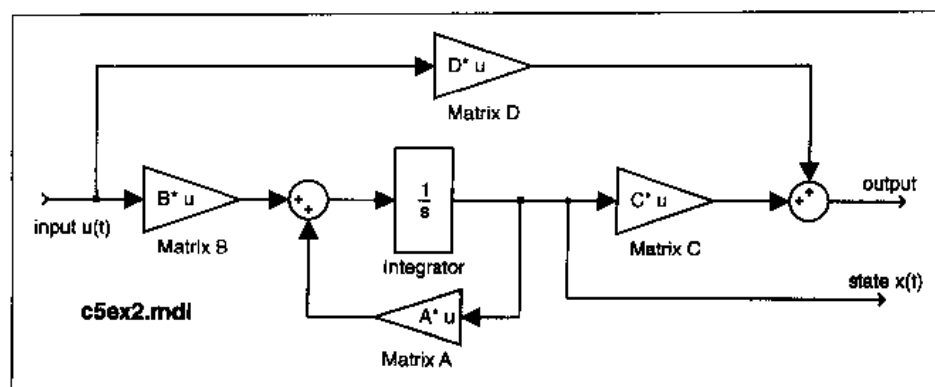 D* u
Matrix D
B* u
+
+
1
s
C* u
+
+
output
input u(t)
Matrix B
Integrator
Matrix C
state x(t)
A* u
c5ex2.mdl
Matrix A